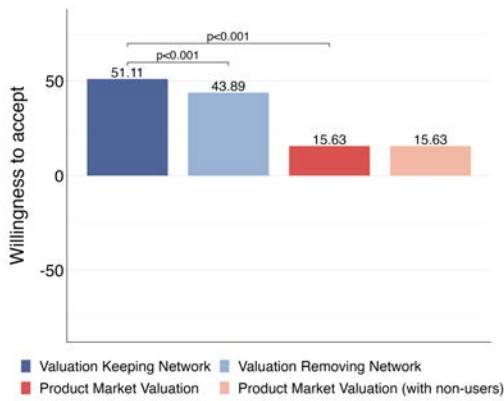 p<0.001
p<0.001
51.11
43.89
15.63
15.63
50
0
-50
Willingness to accept
Valuation Keeping Network
Valuation Removing Network
Product Market Valuation
Product Market Valuation (with non-users)